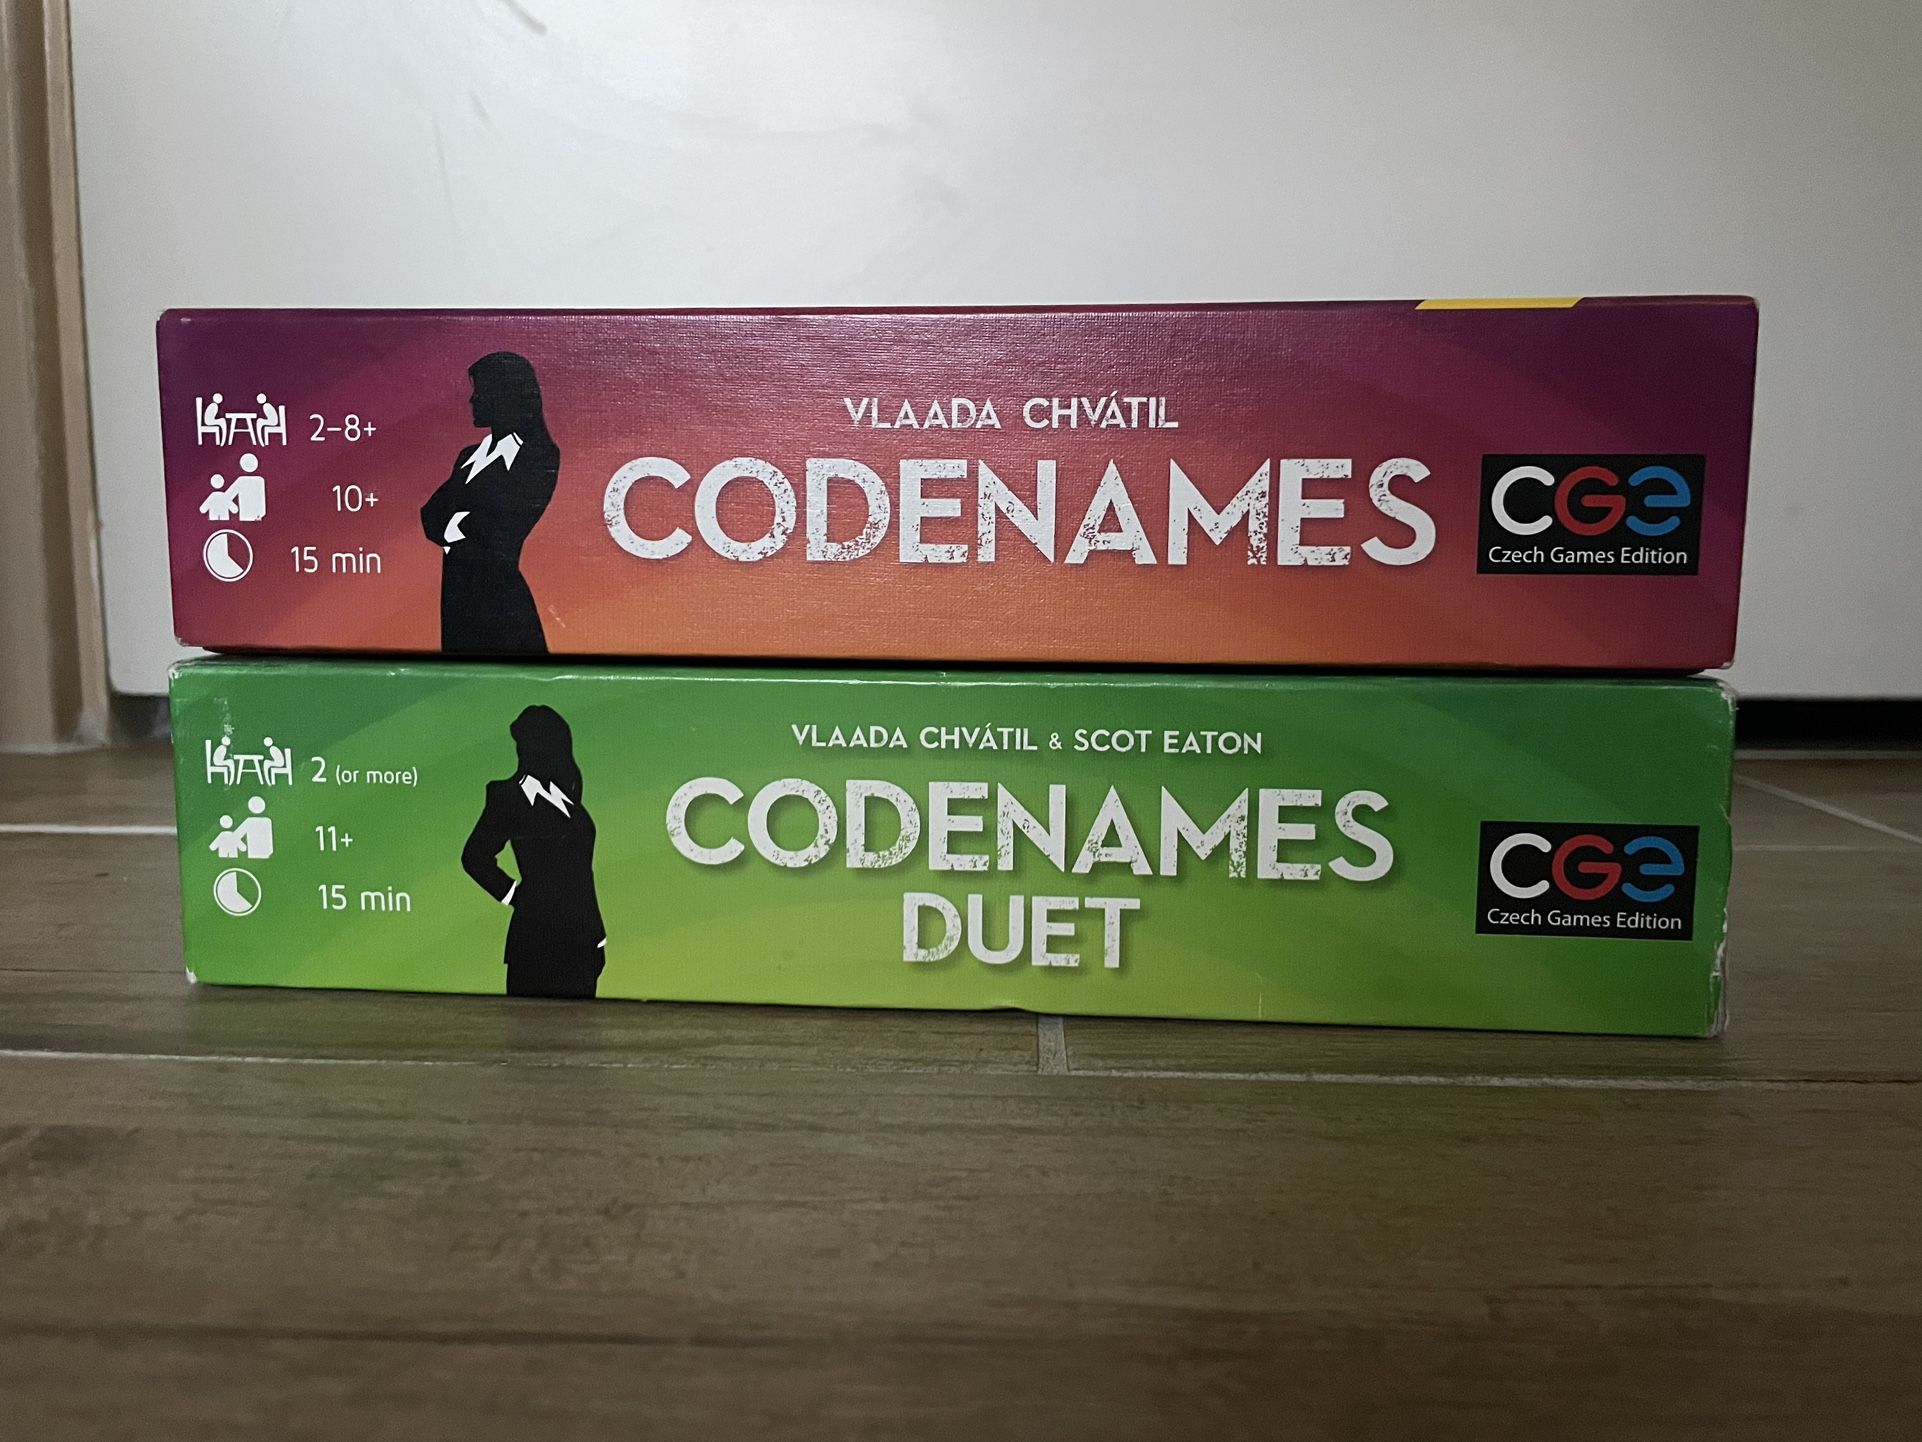 2–8+
10+
15 min
VLAADA CHVÁTIL
CODENAMES
CGE
Czech Games Edition
2 (or more)
11+
15 min
VLAADA CHVÁTIL & SCOT EATON
CODENAMES
DUET
CGE
Czech Games Edition